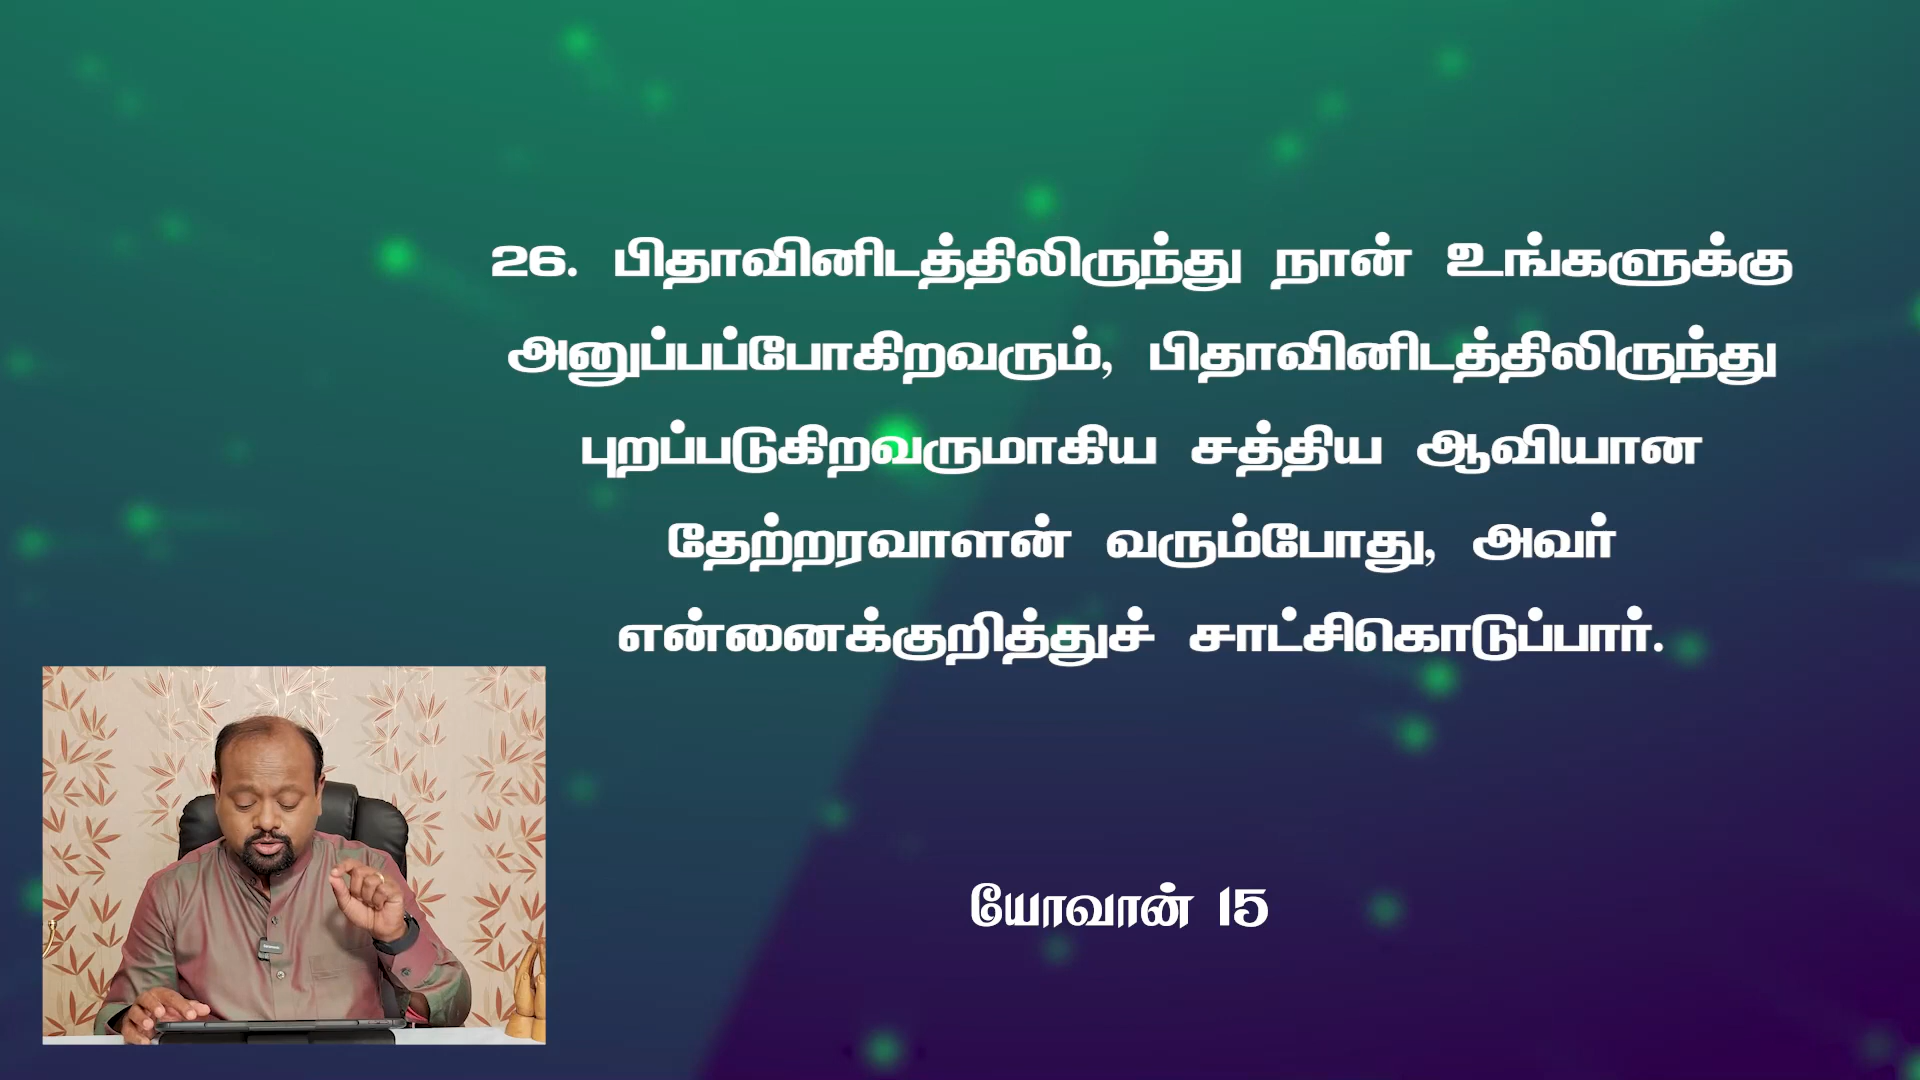 26. பிதாவினிடத்திலிருந்து நான் உங்களுக்கு
அனுப்பப்போகிறவரும், பிதாவினிடத்திலிருந்து
புறப்படுகிறவருமாகிய சத்திய ஆவியான
தேற்றரவாளன் வரும்போது, அவர்
என்னைக்குறித்துச் சாட்சிகொடுப்பார்.
யோவான் 15